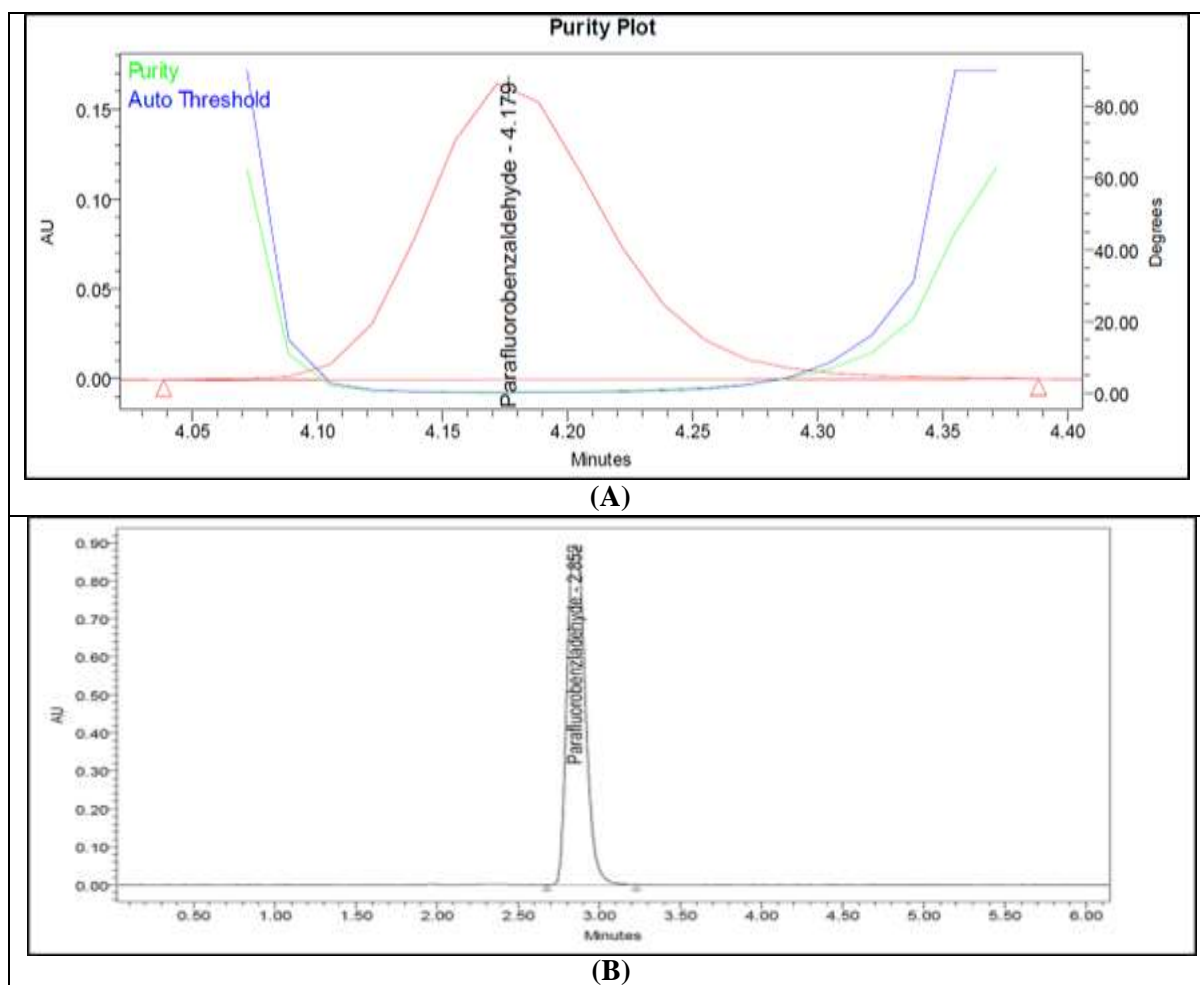 Purity Plot
Purity
Auto Threshold
0.15
0.10
0.05
0.00
AU
Parafluorobenzaldehyde - 4.179
80.00
60.00
40.00
20.00
0.00
Degrees
4.05 4.10 4.15 4.20 4.25 4.30 4.35 4.40
Minutes
(A)
0.90
0.80
0.70
0.60
0.50
0.40
0.30
0.20
0.10
0.00
AU
Parafluorobenzladehyde - 2.852
0.50 1.00 1.50 2.00 2.50 3.00 3.50 4.00 4.50 5.00 5.50 6.00
Minutes
(B)